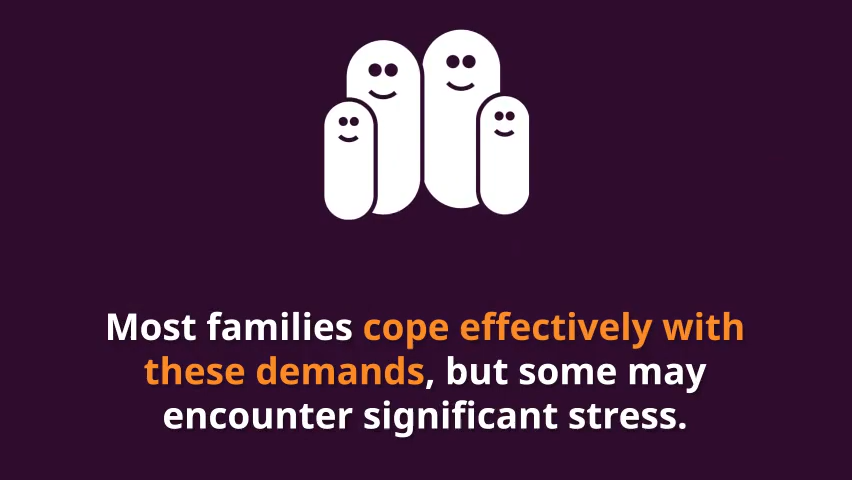 Most families cope effectively with
these demands, but some may
encounter significant stress.